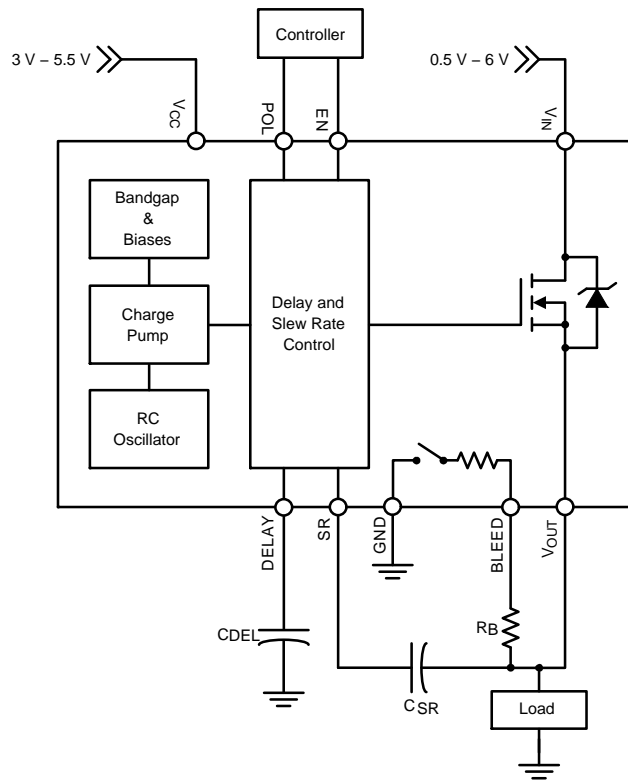 Controller
3 V – 5.5 V
0.5 V – 6 V
VCC
POL
EN
VIN
Bandgap
&
Biases
Charge
Pump
RC
Oscillator
Delay and
Slew Rate
Control
DELAY
SR
GND
BLEED
VOUT
CDEL
RB
CSR
Load